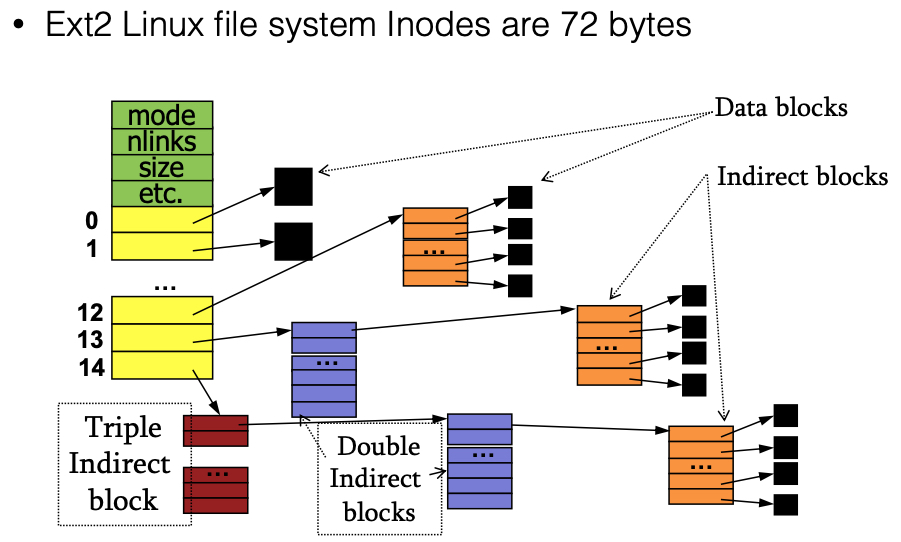 • Ext2 Linux file system Inodes are 72 bytes
mode
nlinks
size
etc.
0
1
...
12
13
14
Data blocks
Indirect blocks
...
...
...
...
...
...
Triple
Indirect
block
Double
Indirect
blocks